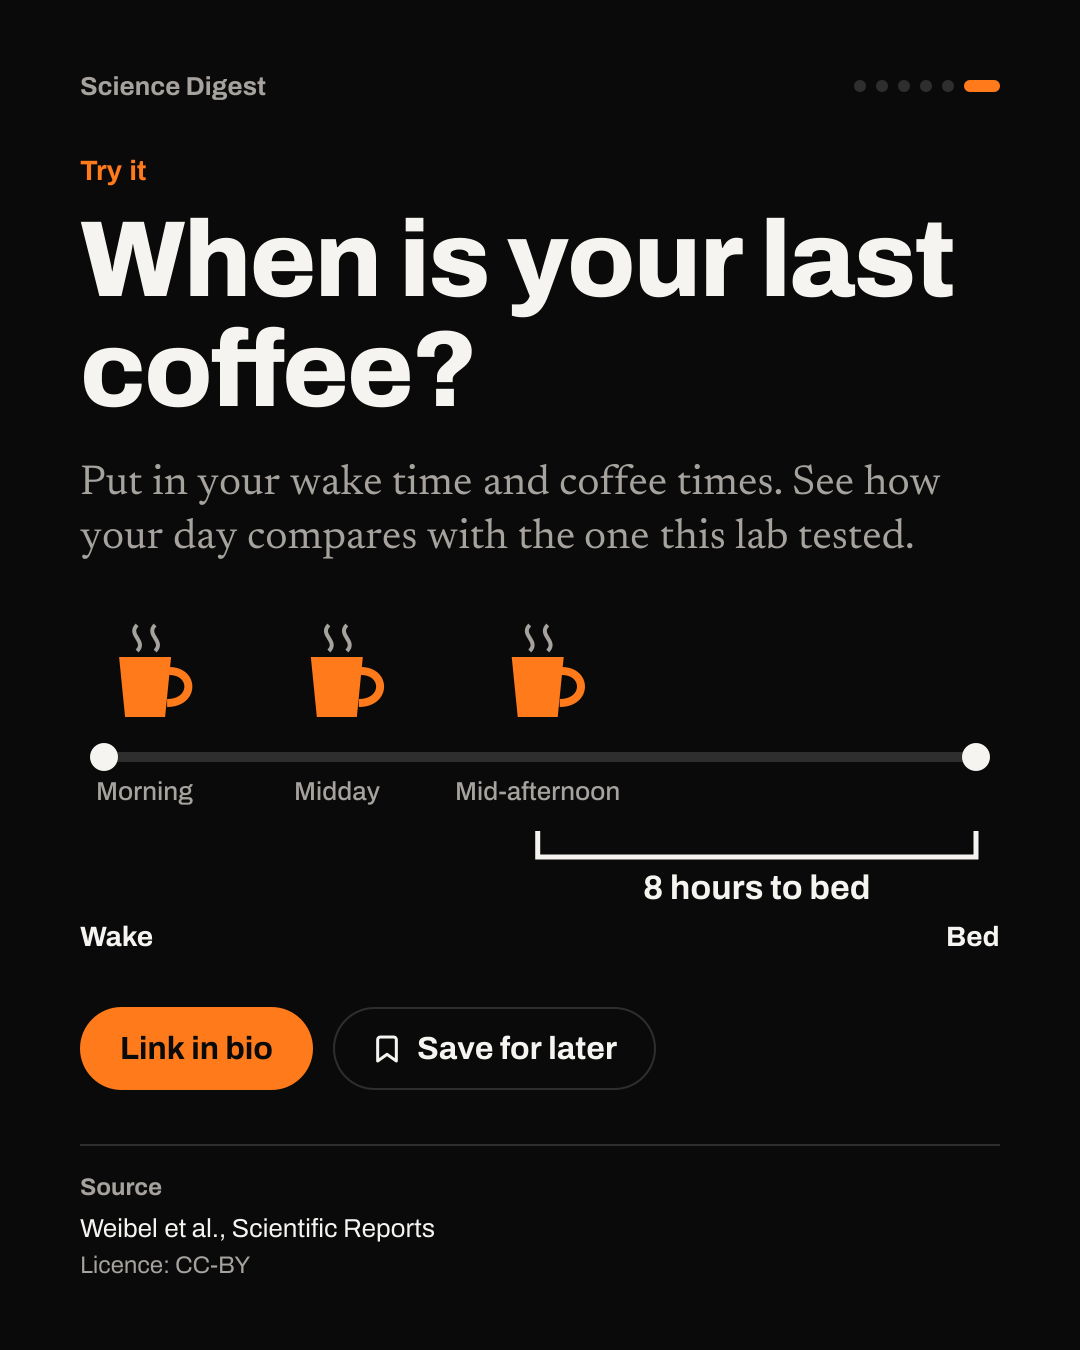 Science Digest
Try it
When is your last
coffee?
Put in your wake time and coffee times. See how
your day compares with the one this lab tested.
Morning
Midday
Mid-afternoon
8 hours to bed
Wake
Bed
Link in bio
Save for later
Source
Weibel et al., Scientific Reports
Licence: CC-BY